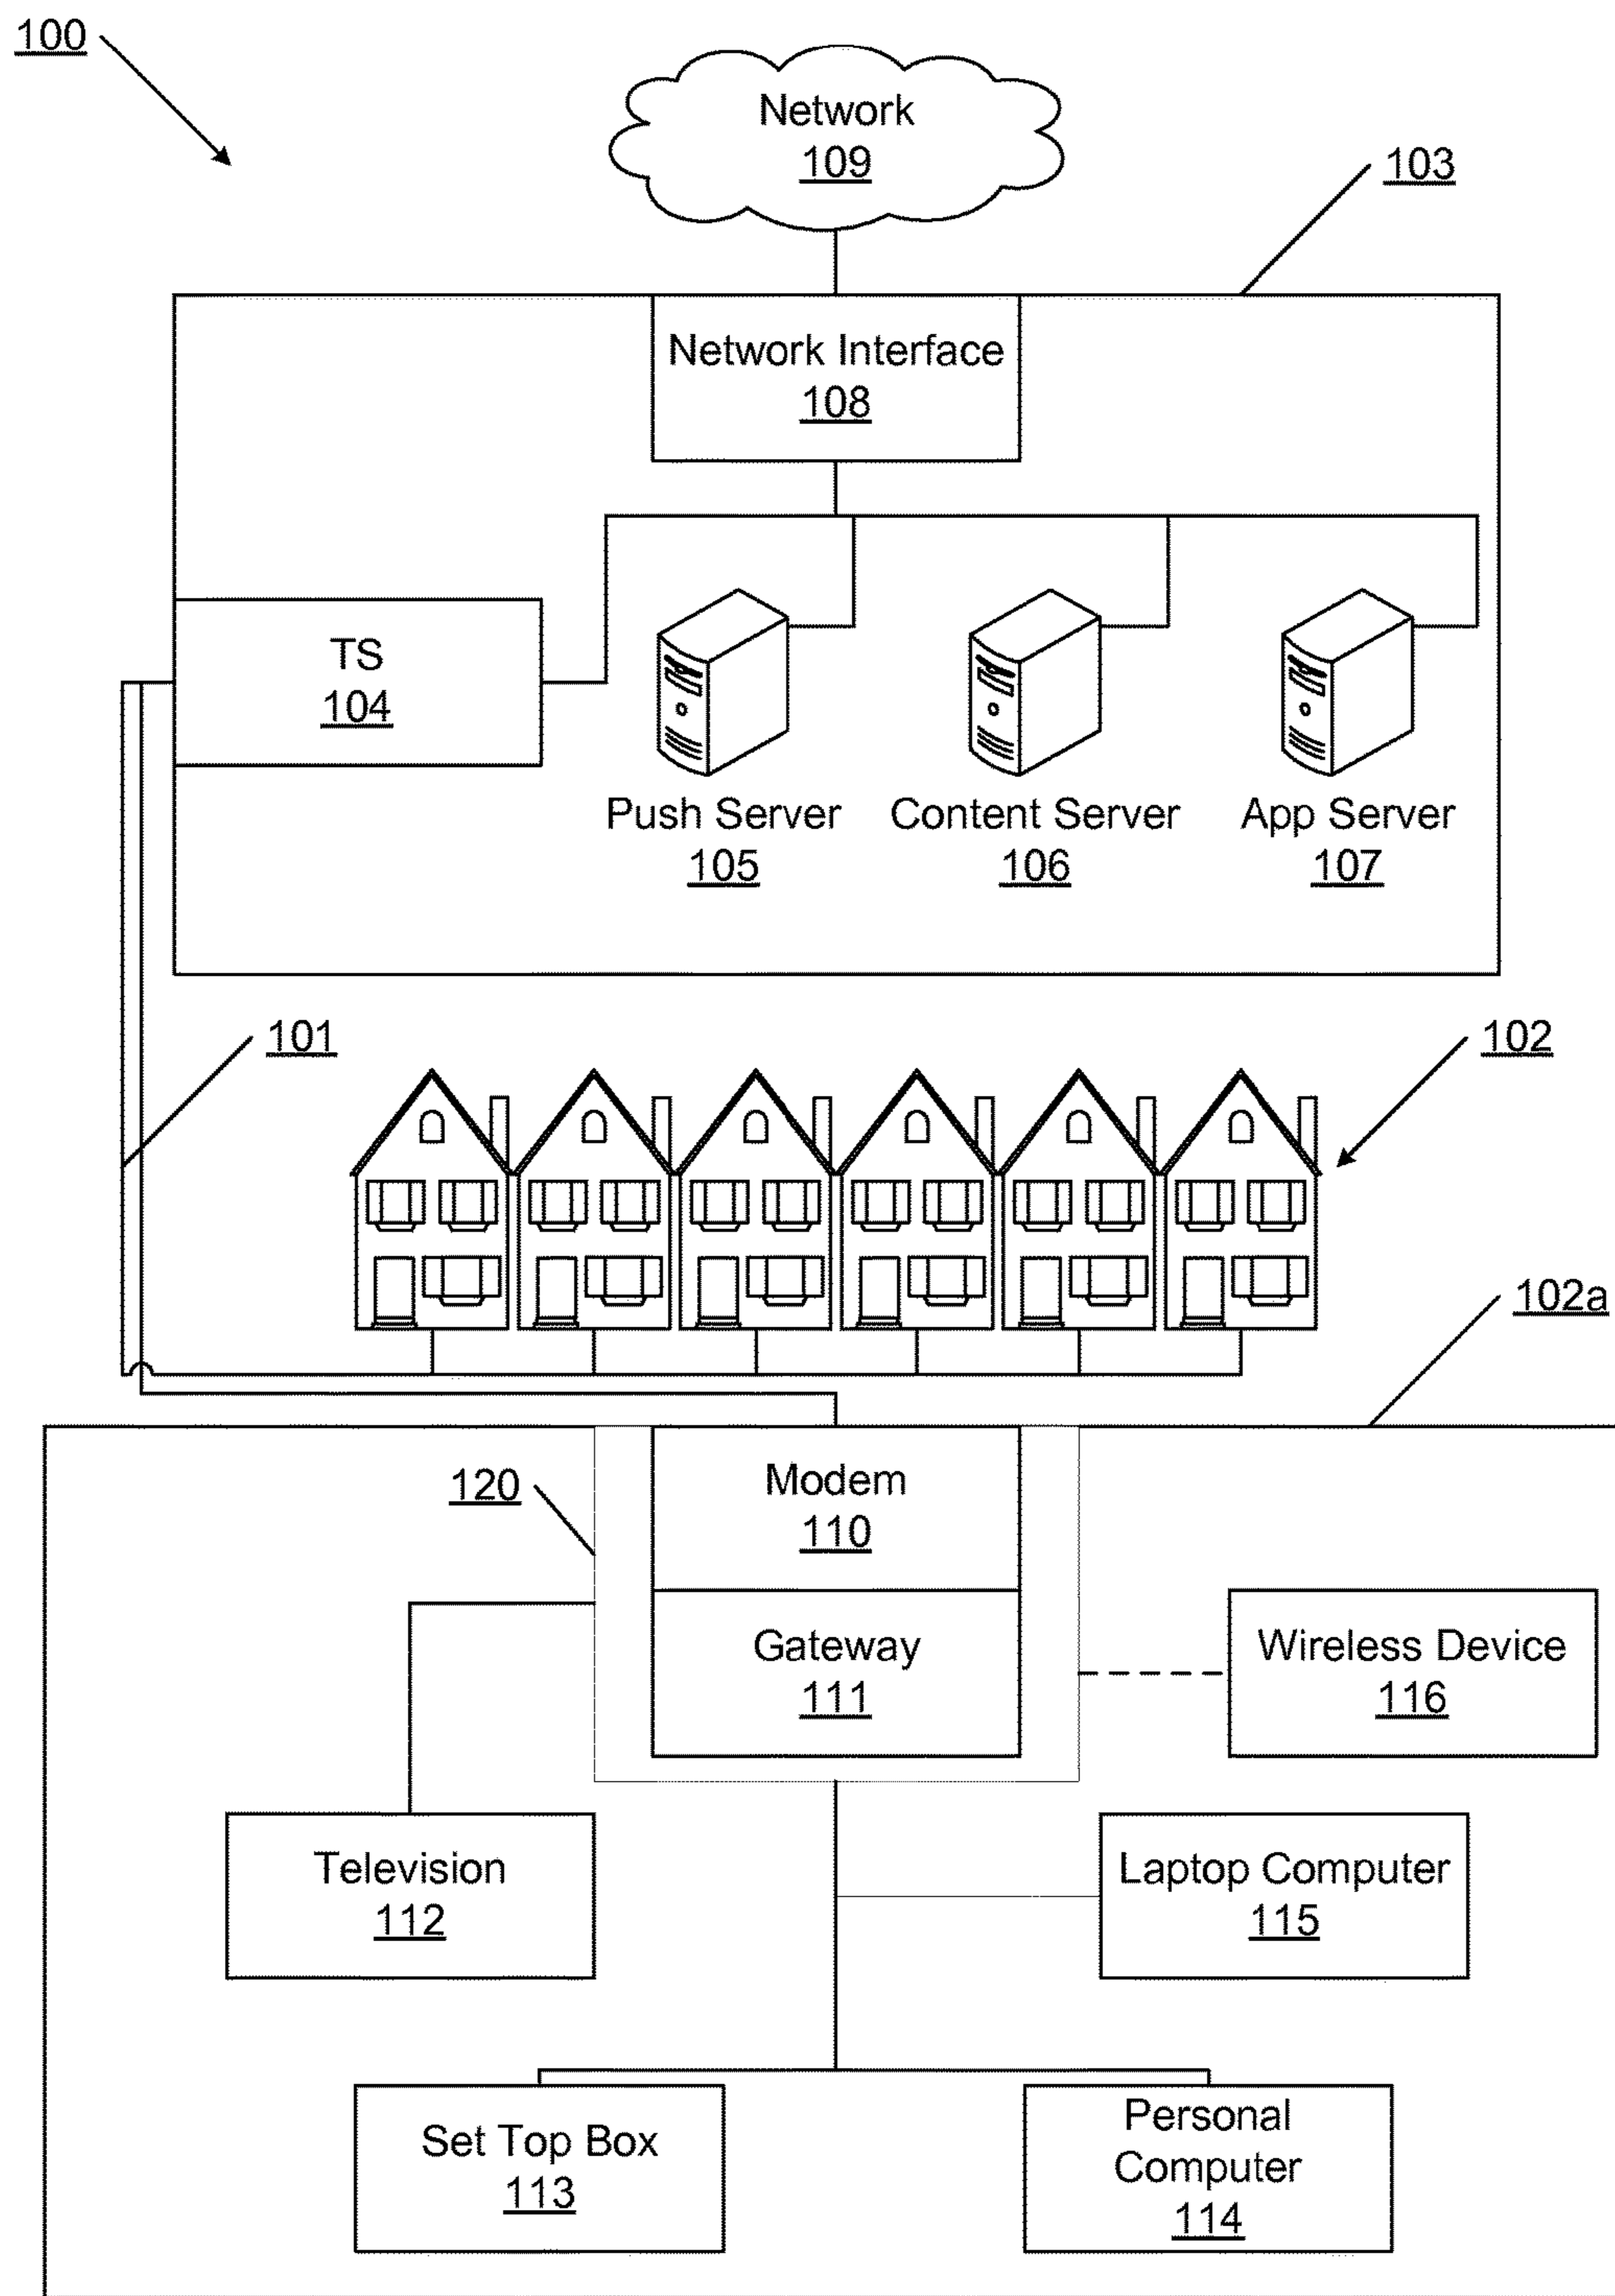 100
Network
109
103
Network Interface
108
TS
104
Push Server
105
Content Server
106
App Server
107
101
102
102a
120
Modem
110
Gateway
111
Wireless Device
116
Television
112
Laptop Computer
115
Set Top Box
113
Personal
Computer
114